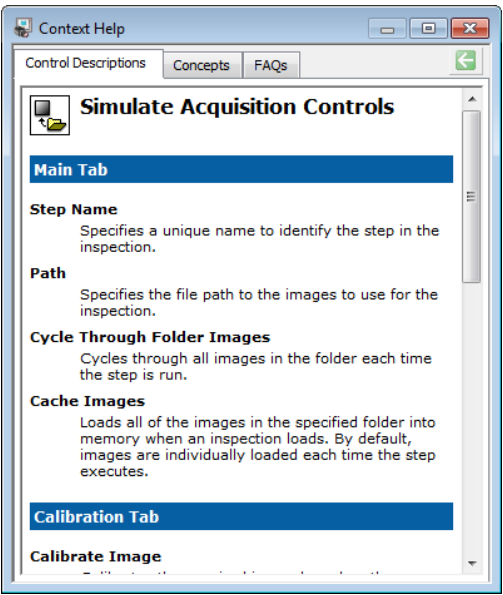 Context Help
Control Descriptions
Concepts
FAQs
Simulate Acquisition Controls
Main Tab
Step Name
Specifies a unique name to identify the step in the
inspection.
Path
Specifies the file path to the images to use for the
inspection.
Cycle Through Folder Images
Cycles through all images in the folder each time
the step is run.
Cache Images
Loads all of the images in the specified folder into
memory when an inspection loads. By default,
images are individually loaded each time the step
executes.
Calibration Tab
Calibrate Image